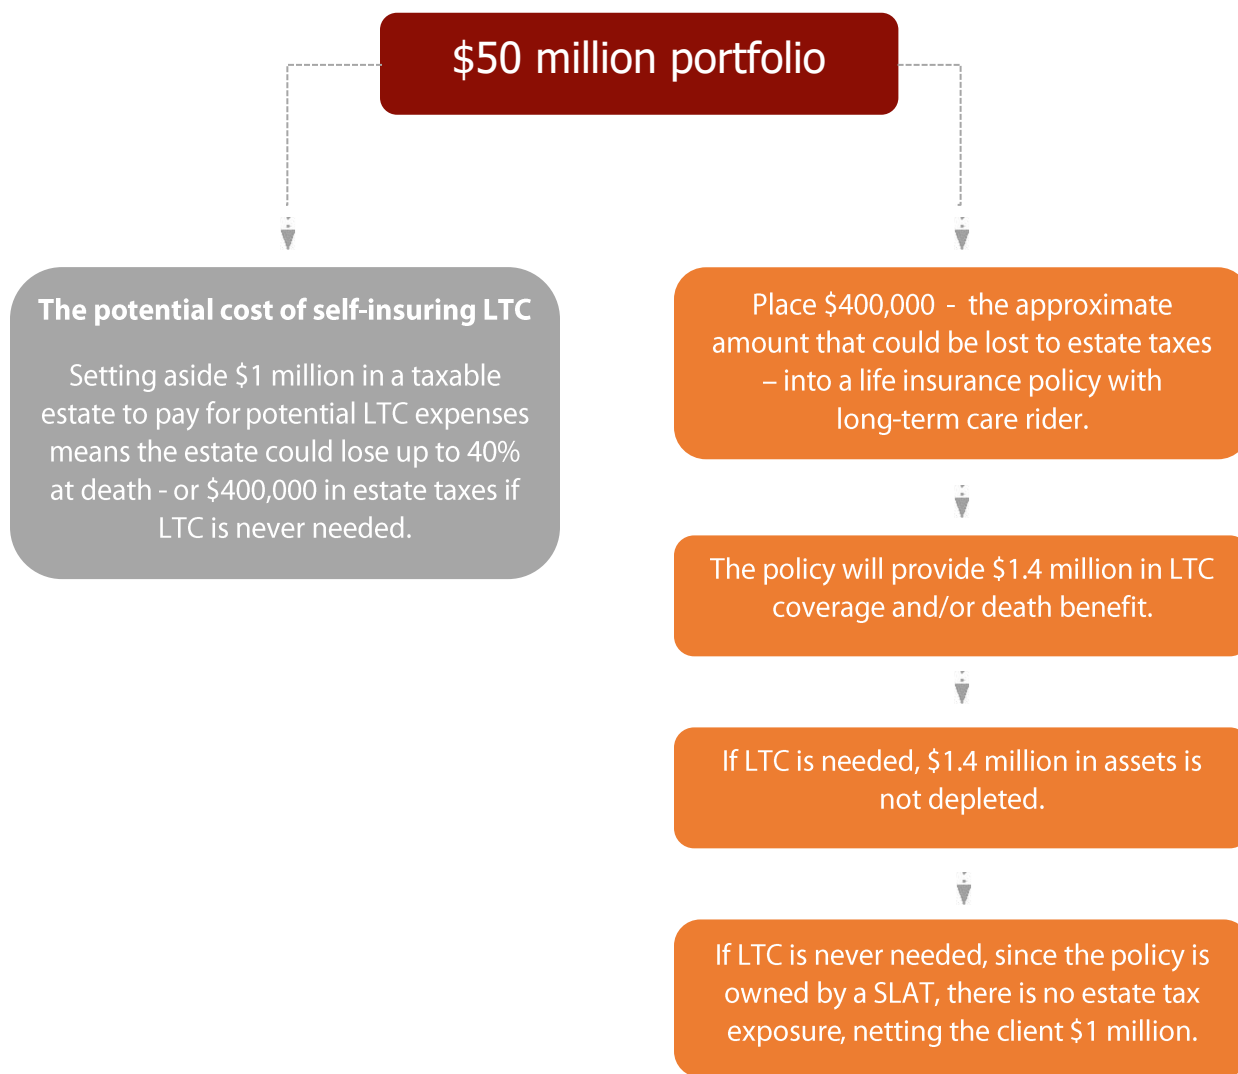 $50 million portfolio
The potential cost of self-insuring LTC
Setting aside $1 million in a taxable
estate to pay for potential LTC expenses
means the estate could lose up to 40%
at death - or $400,000 in estate taxes if
LTC is never needed.
Place $400,000 - the approximate
amount that could be lost to estate taxes
– into a life insurance policy with
long-term care rider.
The policy will provide $1.4 million in LTC
coverage and/or death benefit.
If LTC is needed, $1.4 million in assets is
not depleted.
If LTC is never needed, since the policy is
owned by a SLAT, there is no estate tax
exposure, netting the client $1 million.